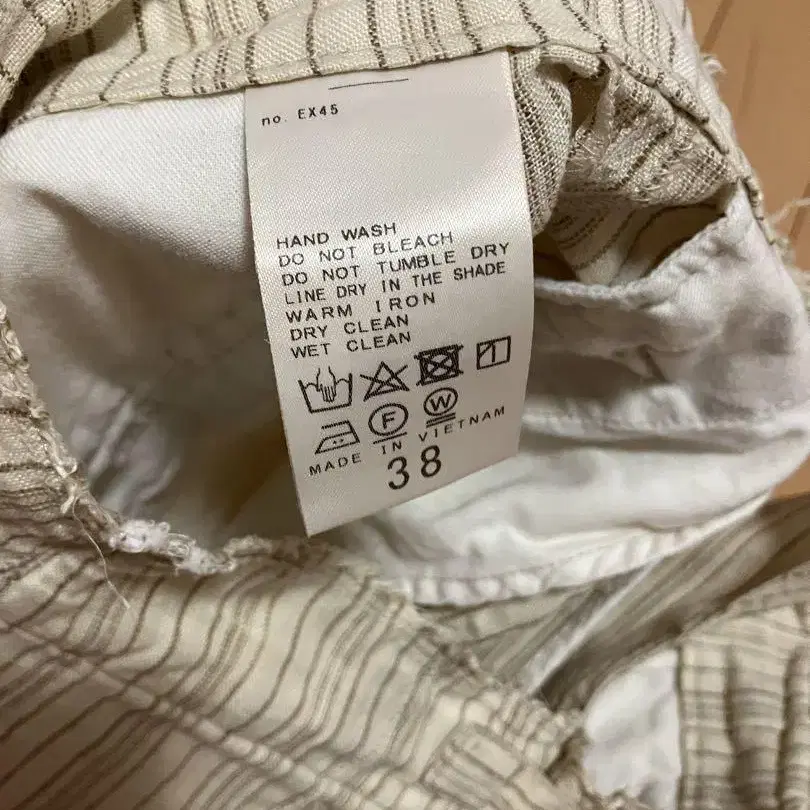 no. EX45
HAND WASH
DO NOT BLEACH
DO NOT TUMBLE DRY
LINE DRY IN THE SHADE
WARM IRON
DRY CLEAN
WET CLEAN
F W
MADE IN VIETNAM
38